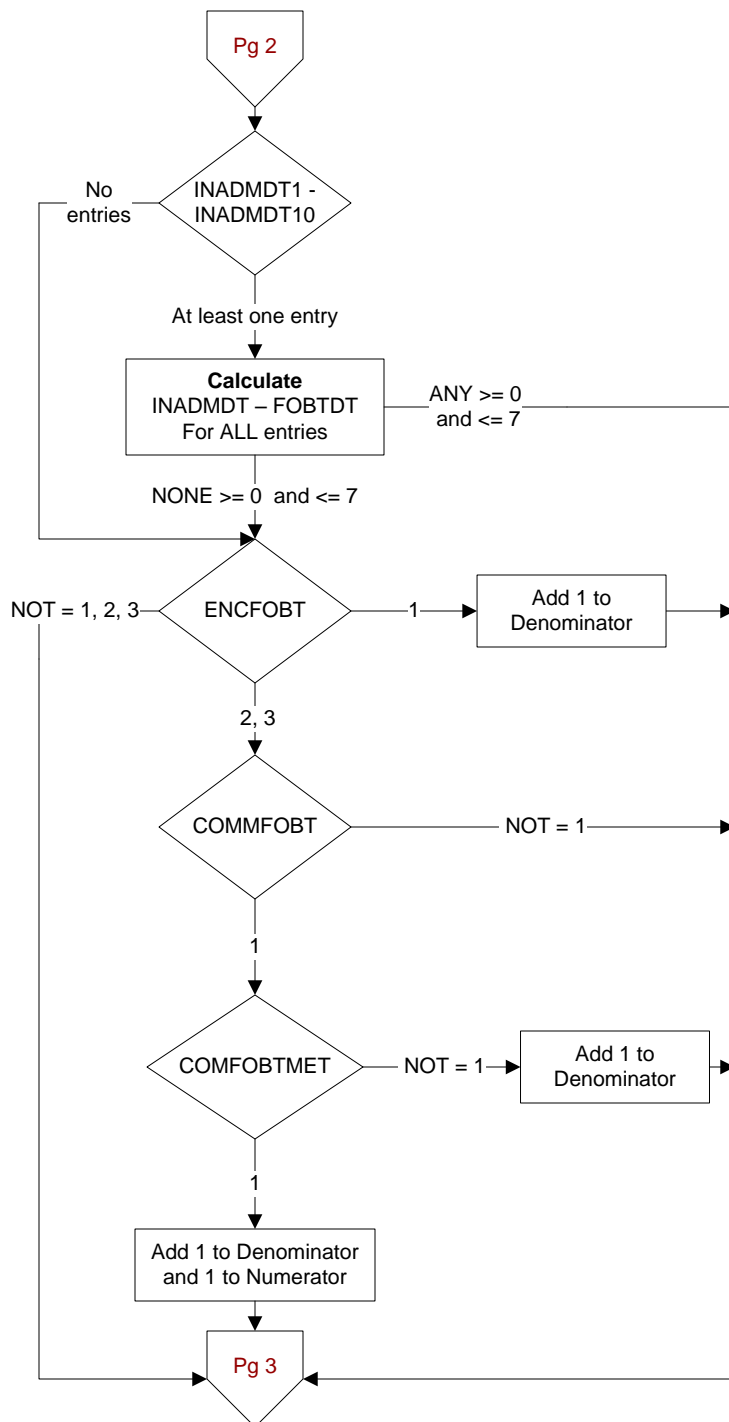 Pg 2
No
entries
INADMDT1 -
INADMDT10
At least one entry
Calculate
INADMDT – FOBTDT
For ALL entries
ANY >= 0
and <= 7
NONE >= 0 and <= 7
NOT = 1, 2, 3
ENCFOBT
1
Add 1 to
Denominator
2, 3
COMMFOBT
NOT = 1
1
COMFOBTMET
NOT = 1
Add 1 to
Denominator
1
Add 1 to Denominator
and 1 to Numerator
Pg 3